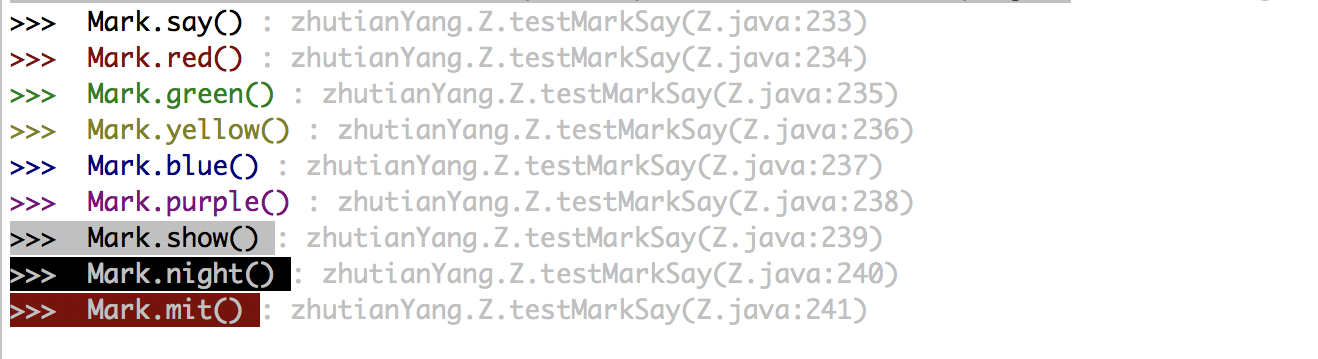 >>>  Mark.say() : zhutianYang.Z.testMarkSay(Z.java:233)
>>>  Mark.red() : zhutianYang.Z.testMarkSay(Z.java:234)
>>>  Mark.green() : zhutianYang.Z.testMarkSay(Z.java:235)
>>>  Mark.yellow() : zhutianYang.Z.testMarkSay(Z.java:236)
>>>  Mark.blue() : zhutianYang.Z.testMarkSay(Z.java:237)
>>>  Mark.purple() : zhutianYang.Z.testMarkSay(Z.java:238)
>>>  Mark.show() : zhutianYang.Z.testMarkSay(Z.java:239)
>>>  Mark.night() : zhutianYang.Z.testMarkSay(Z.java:240)
>>>  Mark.mit() : zhutianYang.Z.testMarkSay(Z.java:241)